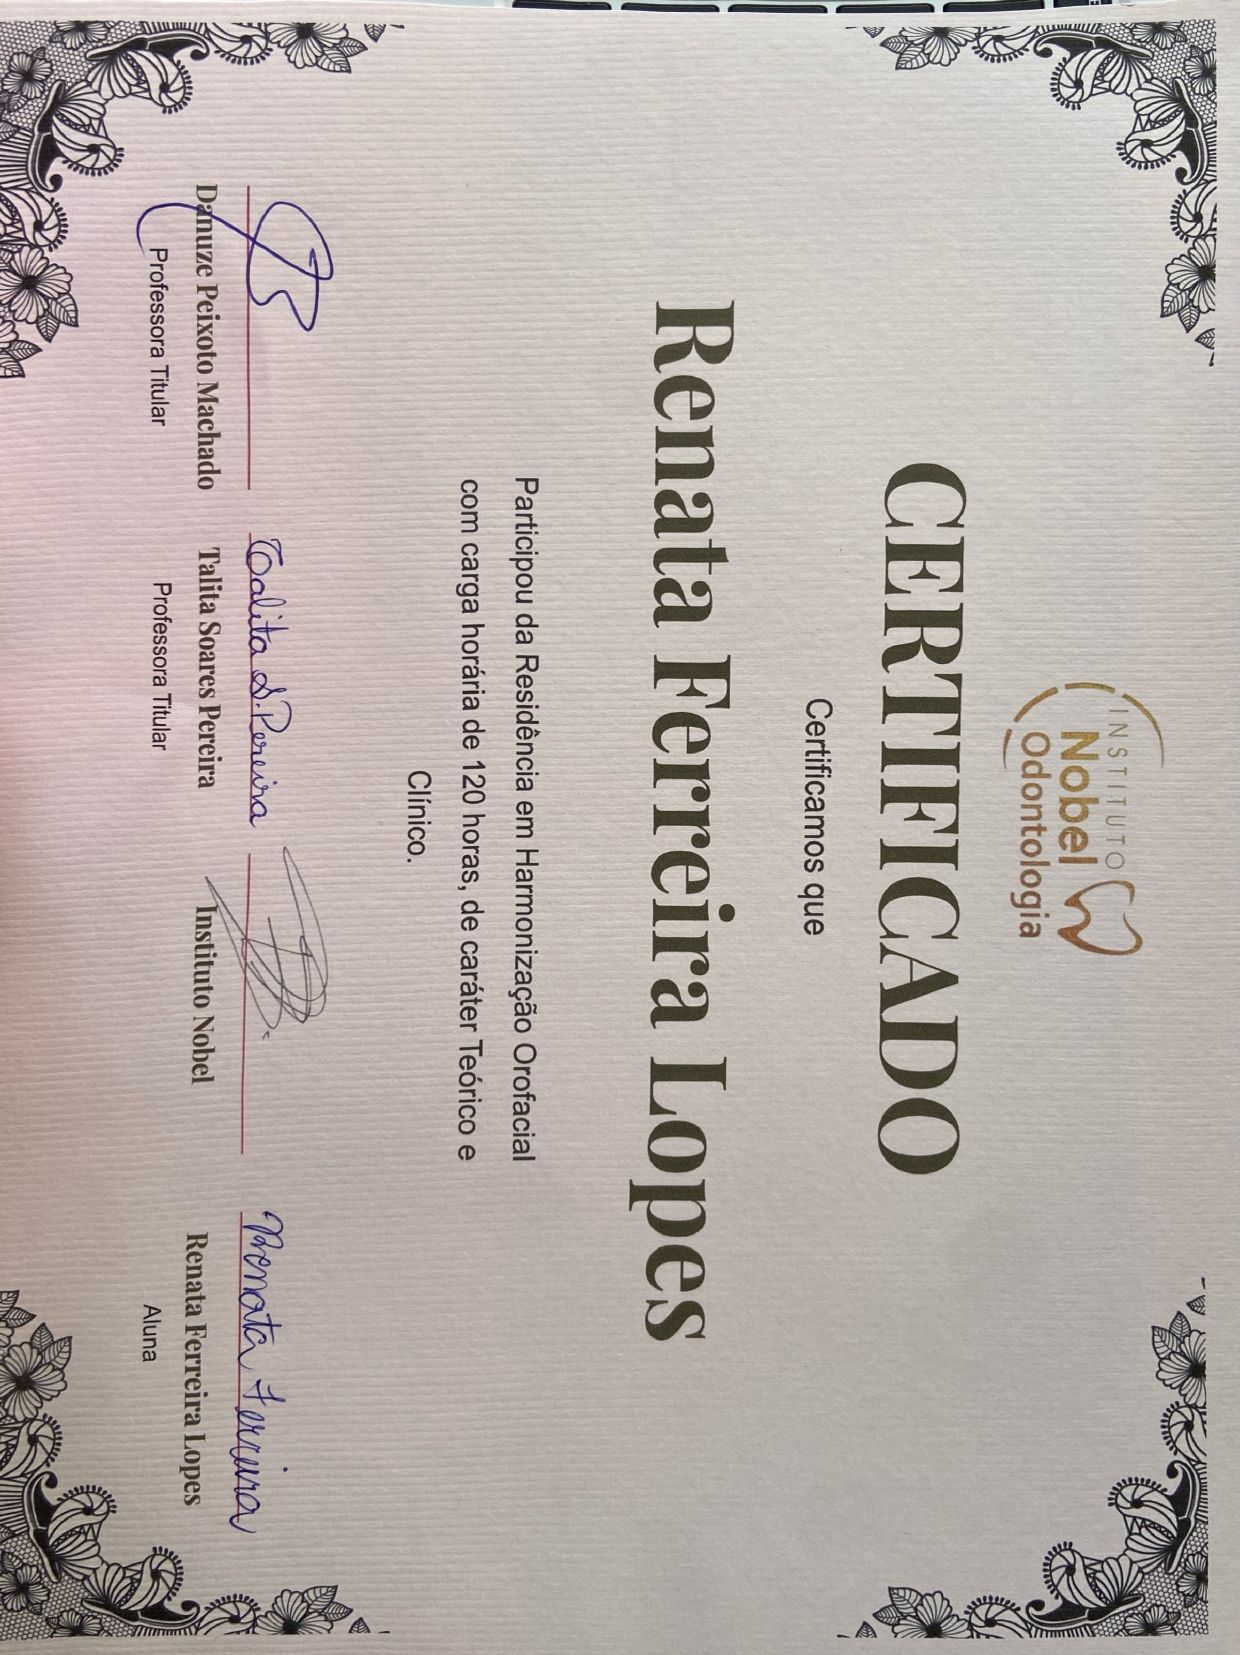 INSTITUTO
Nobel
Odontologia
CERTIFICADO
Certificamos que
Renata Ferreira Lopes
Participou da Residência em Harmonização Orofacial
com carga horária de 120 horas, de caráter Teórico e
Clínico.
Talita S. Pereira
Renata Ferreira
Danuze Peixoto Machado Talita Soares Pereira Instituto Nobel Renata Ferreira Lopes
Professora Titular Professora Titular Aluna